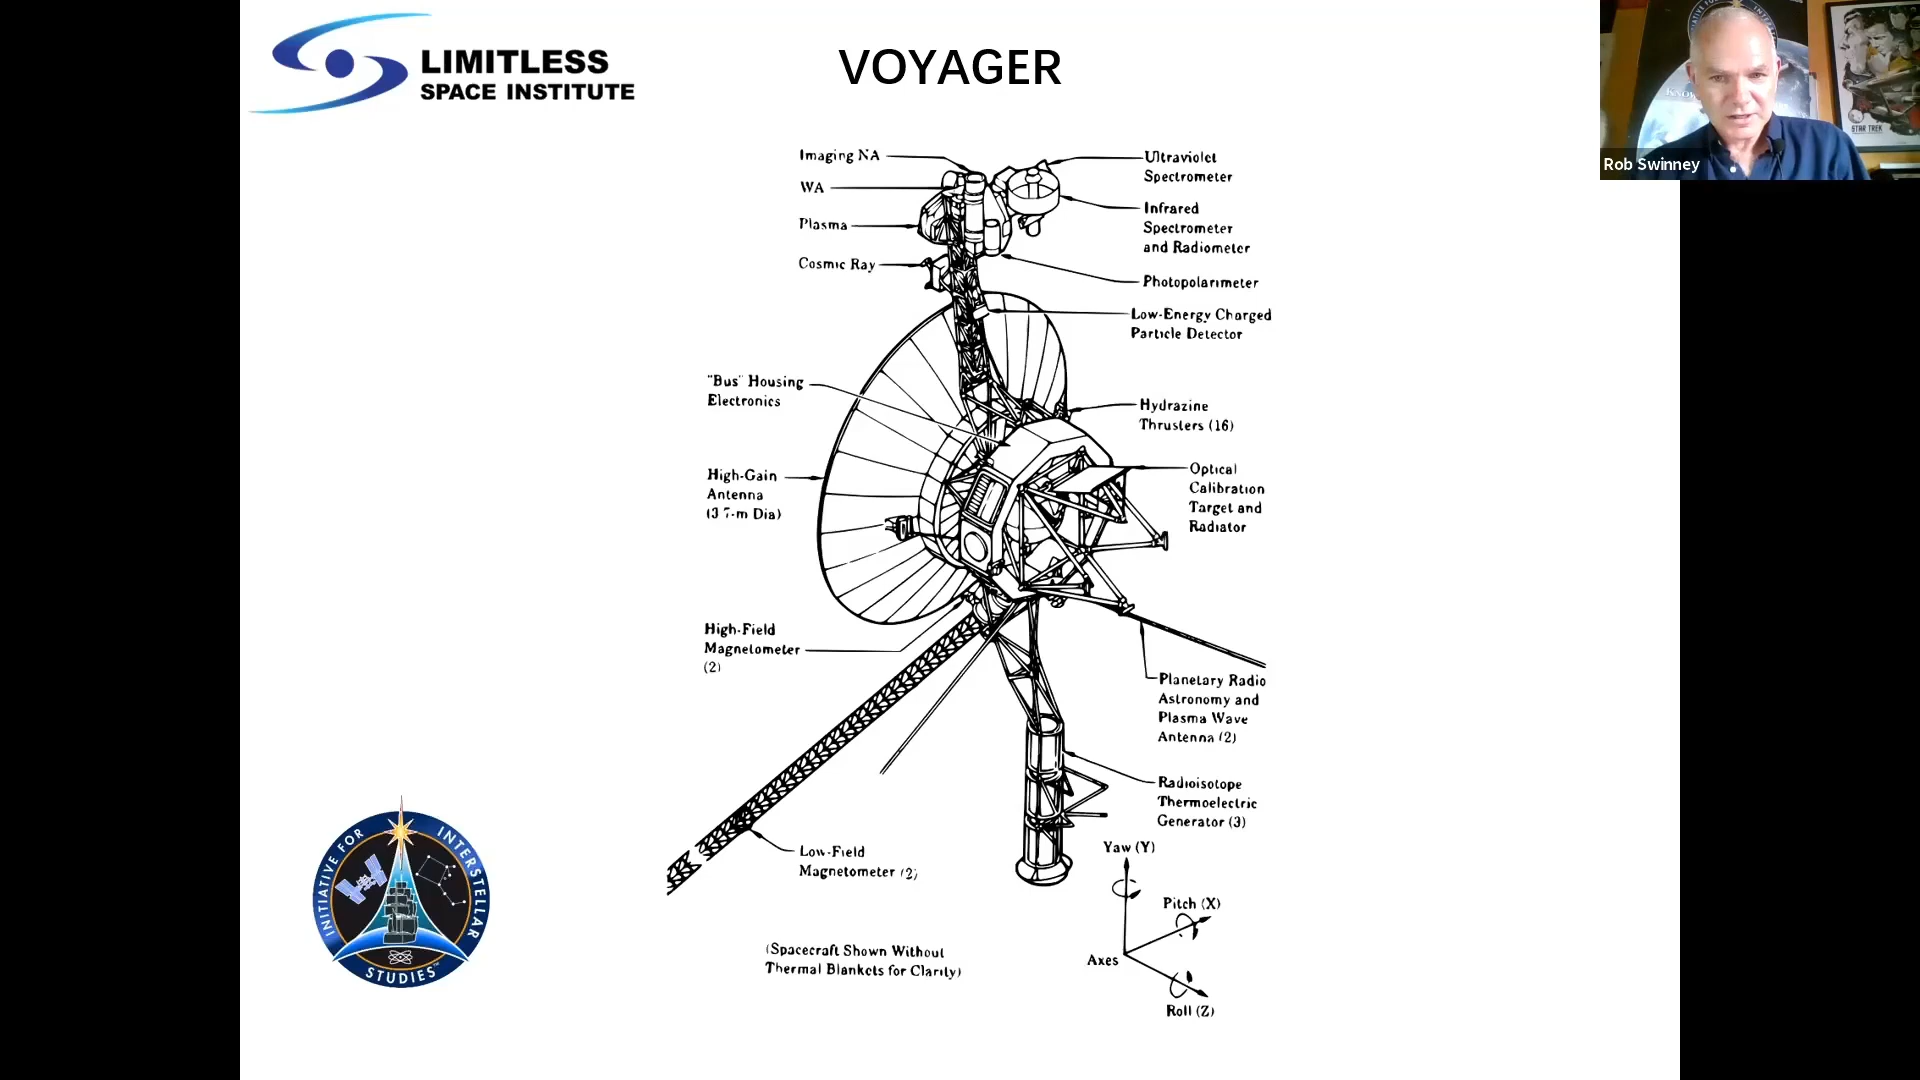 LIMITLESS
SPACE INSTITUTE
VOYAGER
Imaging NA
WA
Plasma
Cosmic Ray
"Bus" Housing
Electronics
High-Gain
Antenna
(3.7-m Dia)
High-Field
Magnetometer
(2)
Low-Field
Magnetometer (2)
(Spacecraft Shown Without
Thermal Blankets for Clarity)
Ultraviolet
Spectrometer
Infrared
Spectrometer
and Radiometer
Photopolarimeter
Low-Energy Charged
Particle Detector
Hydrazine
Thrusters (16)
Optical
Calibration
Target and
Radiator
Planetary Radio
Astronomy and
Plasma Wave
Antenna (2)
Radioisotope
Thermoelectric
Generator (3)
Yaw (Y)
Pitch (X)
Axes
Roll (Z)
INITIATIVE FOR INTERSTELLAR
STUDIES™
STAR TREK
Rob Swinney